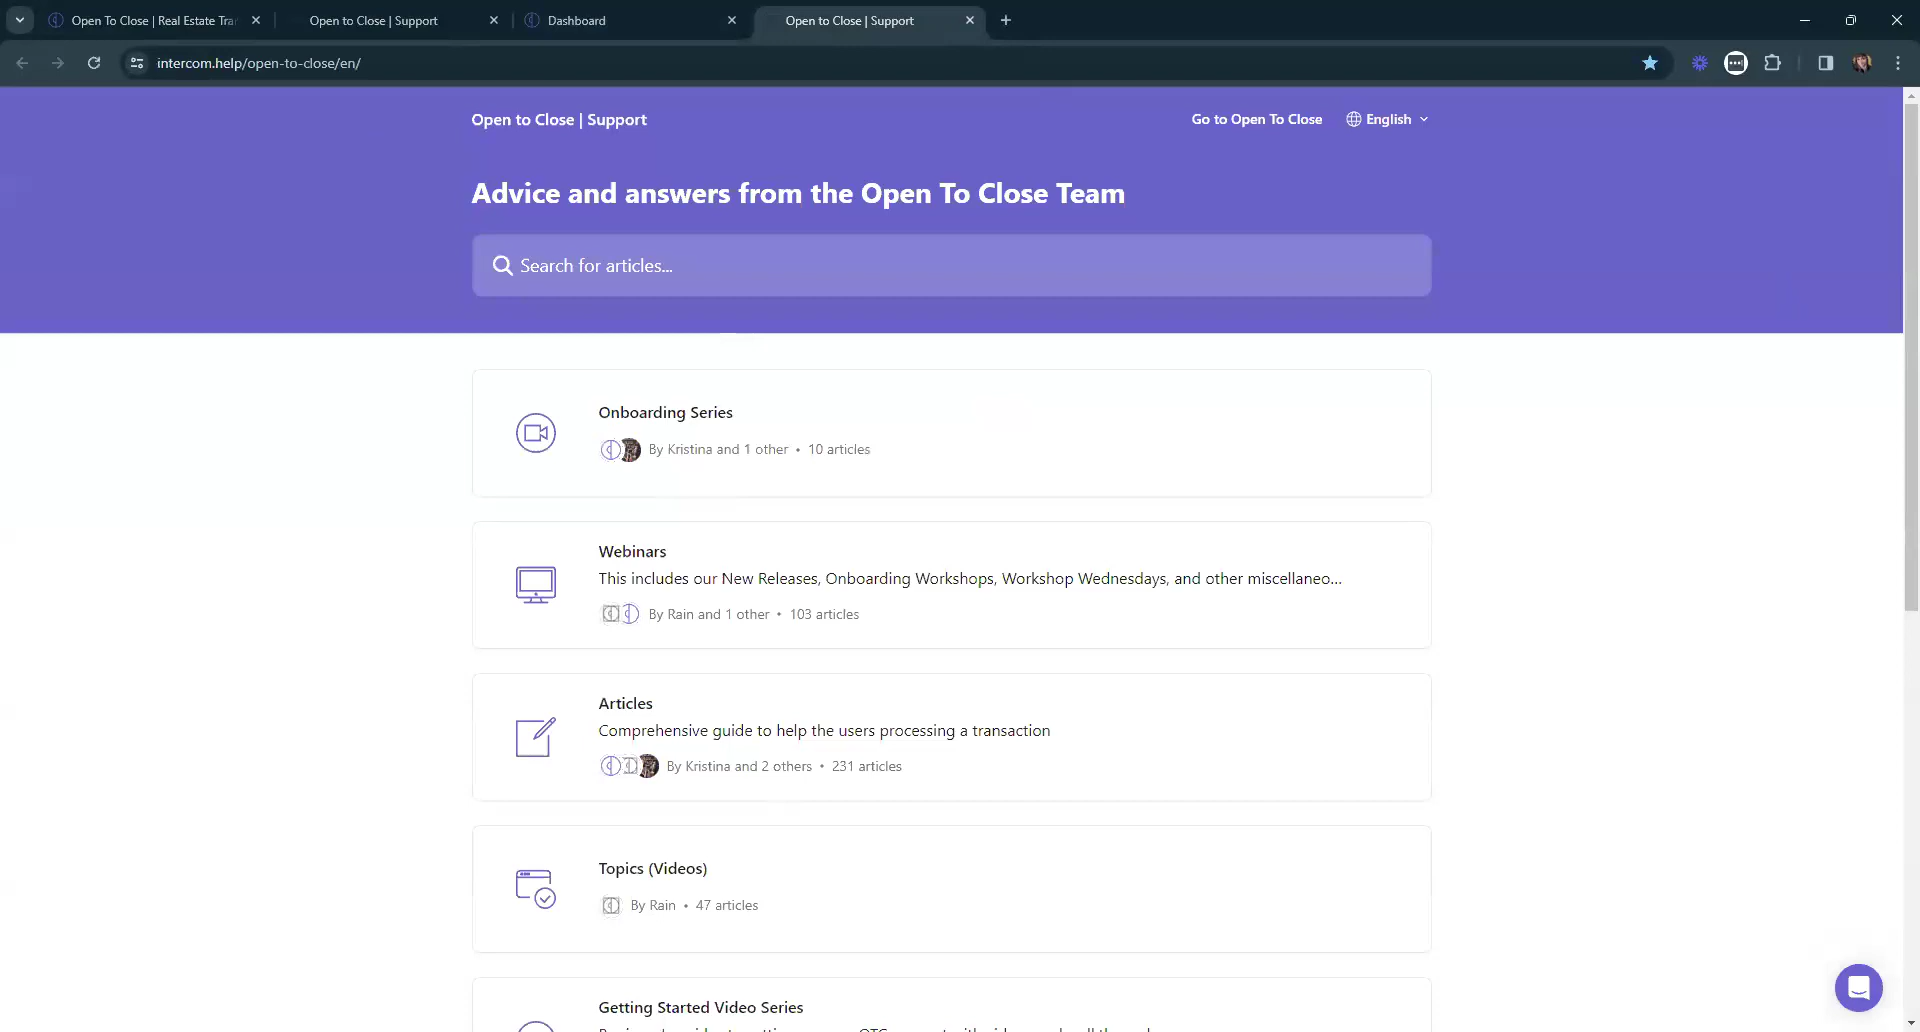 Open To Close | Real Estate Tra
Open to Close | Support
Dashboard
Open to Close | Support
intercom.help/open-to-close/en/
Open to Close | Support
Go to Open To Close
English
Advice and answers from the Open To Close Team
Search for articles...
Onboarding Series
By Kristina and 1 other • 10 articles
Webinars
This includes our New Releases, Onboarding Workshops, Workshop Wednesdays, and other miscellaneo...
By Rain and 1 other • 103 articles
Articles
Comprehensive guide to help the users processing a transaction
By Kristina and 2 others • 231 articles
Topics (Videos)
By Rain • 47 articles
Getting Started Video Series